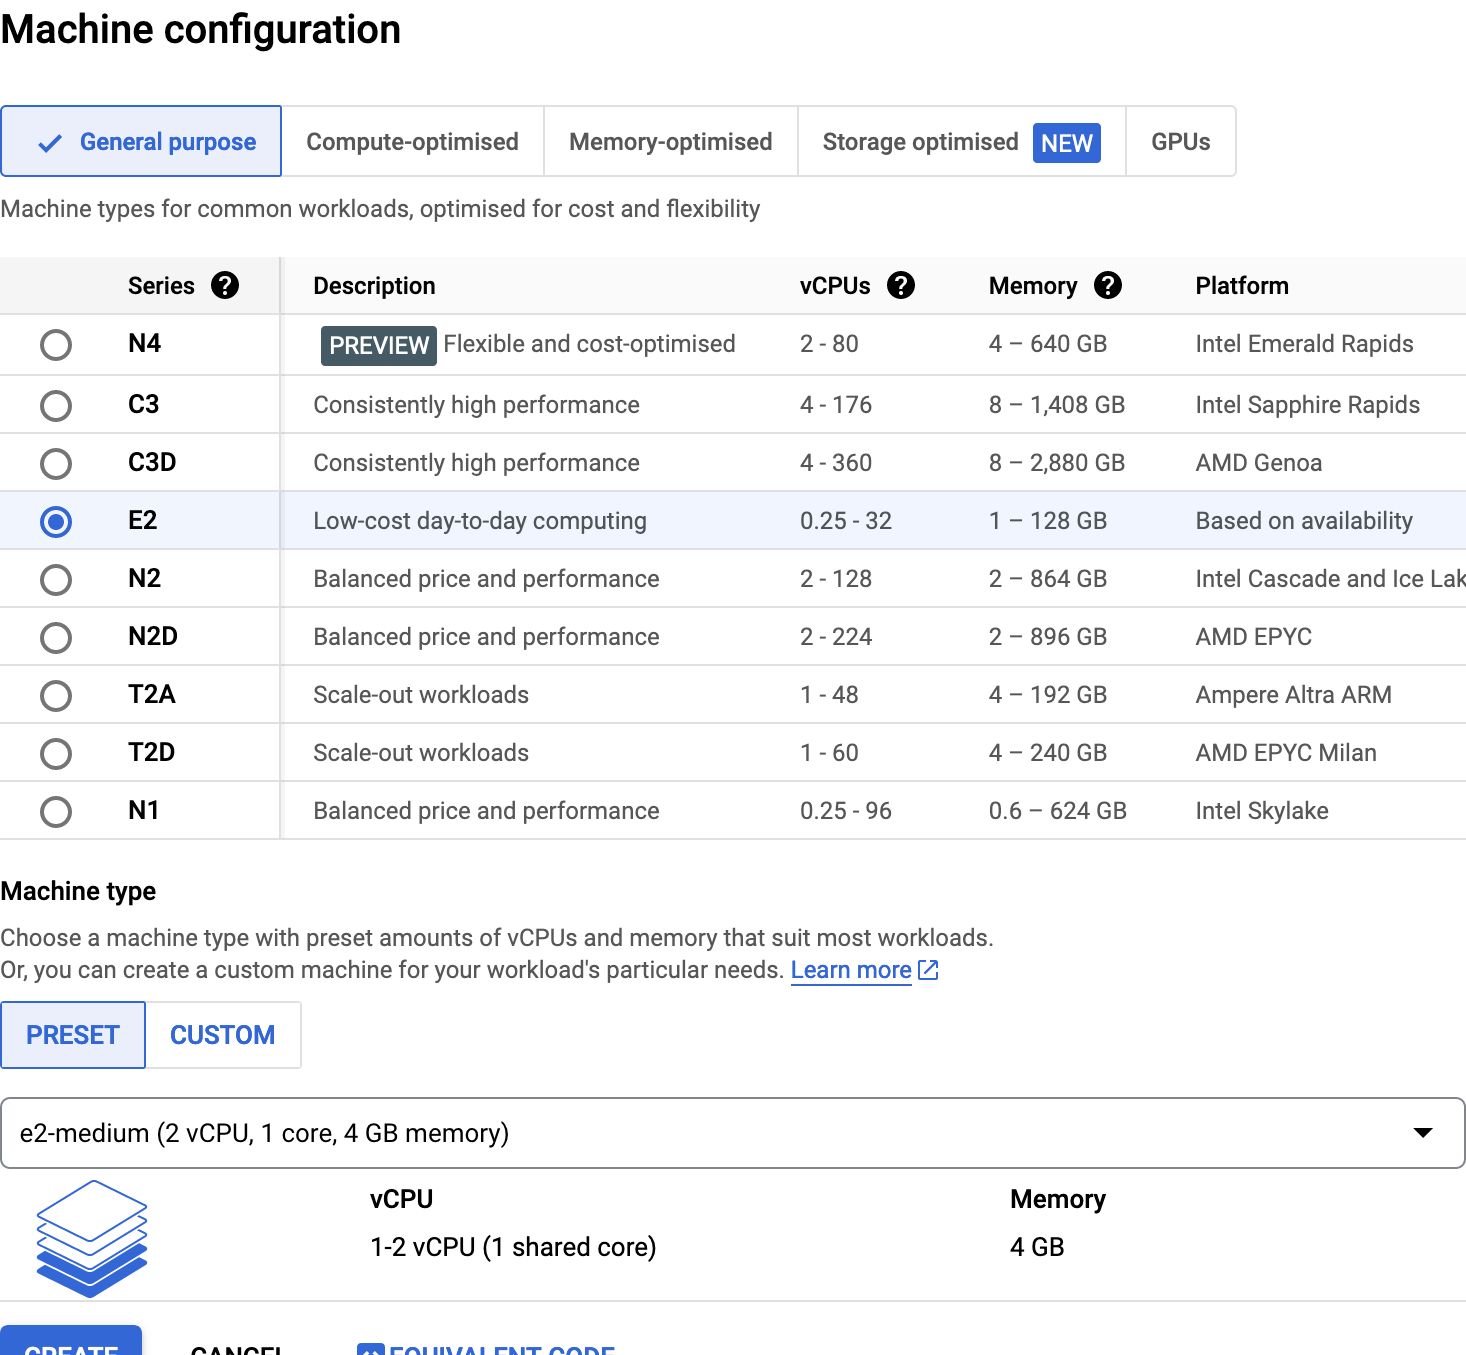 Machine configuration
General purpose Compute-optimised Memory-optimised Storage optimised NEW GPUs
Machine types for common workloads, optimised for cost and flexibility
Series ? Description vCPUs ? Memory ? Platform
N4 PREVIEW Flexible and cost-optimised 2 - 80 4 – 640 GB Intel Emerald Rapids
C3 Consistently high performance 4 - 176 8 – 1,408 GB Intel Sapphire Rapids
C3D Consistently high performance 4 - 360 8 – 2,880 GB AMD Genoa
E2 Low-cost day-to-day computing 0.25 - 32 1 – 128 GB Based on availability
N2 Balanced price and performance 2 - 128 2 – 864 GB Intel Cascade and Ice Lak
N2D Balanced price and performance 2 - 224 2 – 896 GB AMD EPYC
T2A Scale-out workloads 1 - 48 4 – 192 GB Ampere Altra ARM
T2D Scale-out workloads 1 - 60 4 – 240 GB AMD EPYC Milan
N1 Balanced price and performance 0.25 - 96 0.6 – 624 GB Intel Skylake
Machine type
Choose a machine type with preset amounts of vCPUs and memory that suit most workloads.
Or, you can create a custom machine for your workload's particular needs. Learn more
PRESET CUSTOM
e2-medium (2 vCPU, 1 core, 4 GB memory)
vCPU Memory
1-2 vCPU (1 shared core) 4 GB
CREATE CANCEL EQUIVALENT CODE